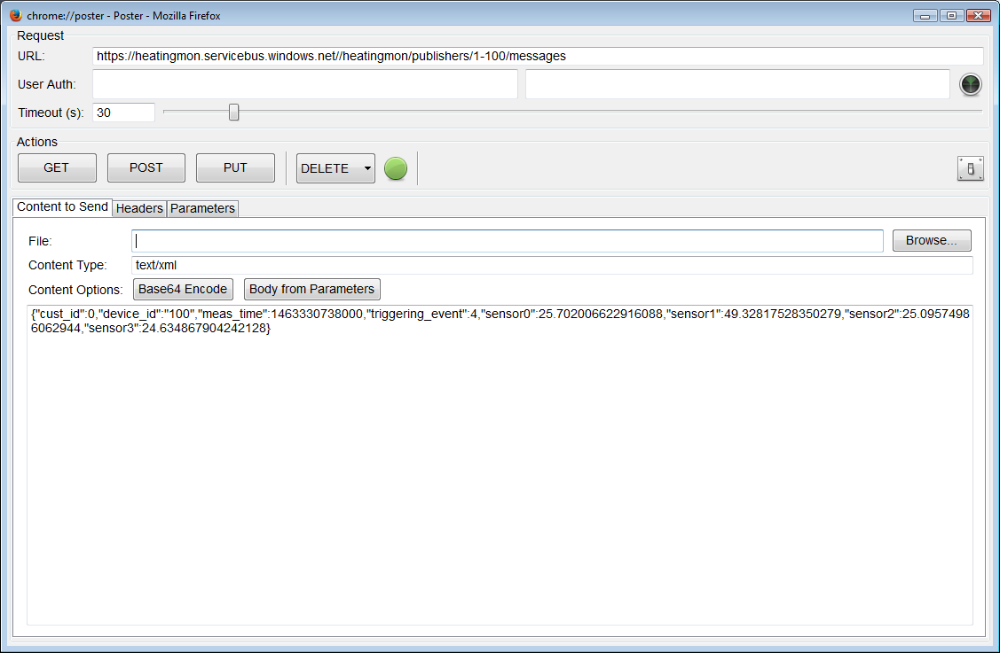 chrome://poster - Poster - Mozilla Firefox
Request
URL: https://heatingmon.servicebus.windows.net//heatingmon/publishers/1-100/messages
User Auth:
Timeout (s): 30
Actions
GET POST PUT DELETE
Content to Send Headers Parameters
File: Browse...
Content Type: text/xml
Content Options: Base64 Encode Body from Parameters
{"cust_id":0,"device_id":"100","meas_time":1463330738000,"triggering_event":4,"sensor0":25.702006622916088,"sensor1":49.32817528350279,"sensor2":25.0957498
6062944,"sensor3":24.634867904242128}